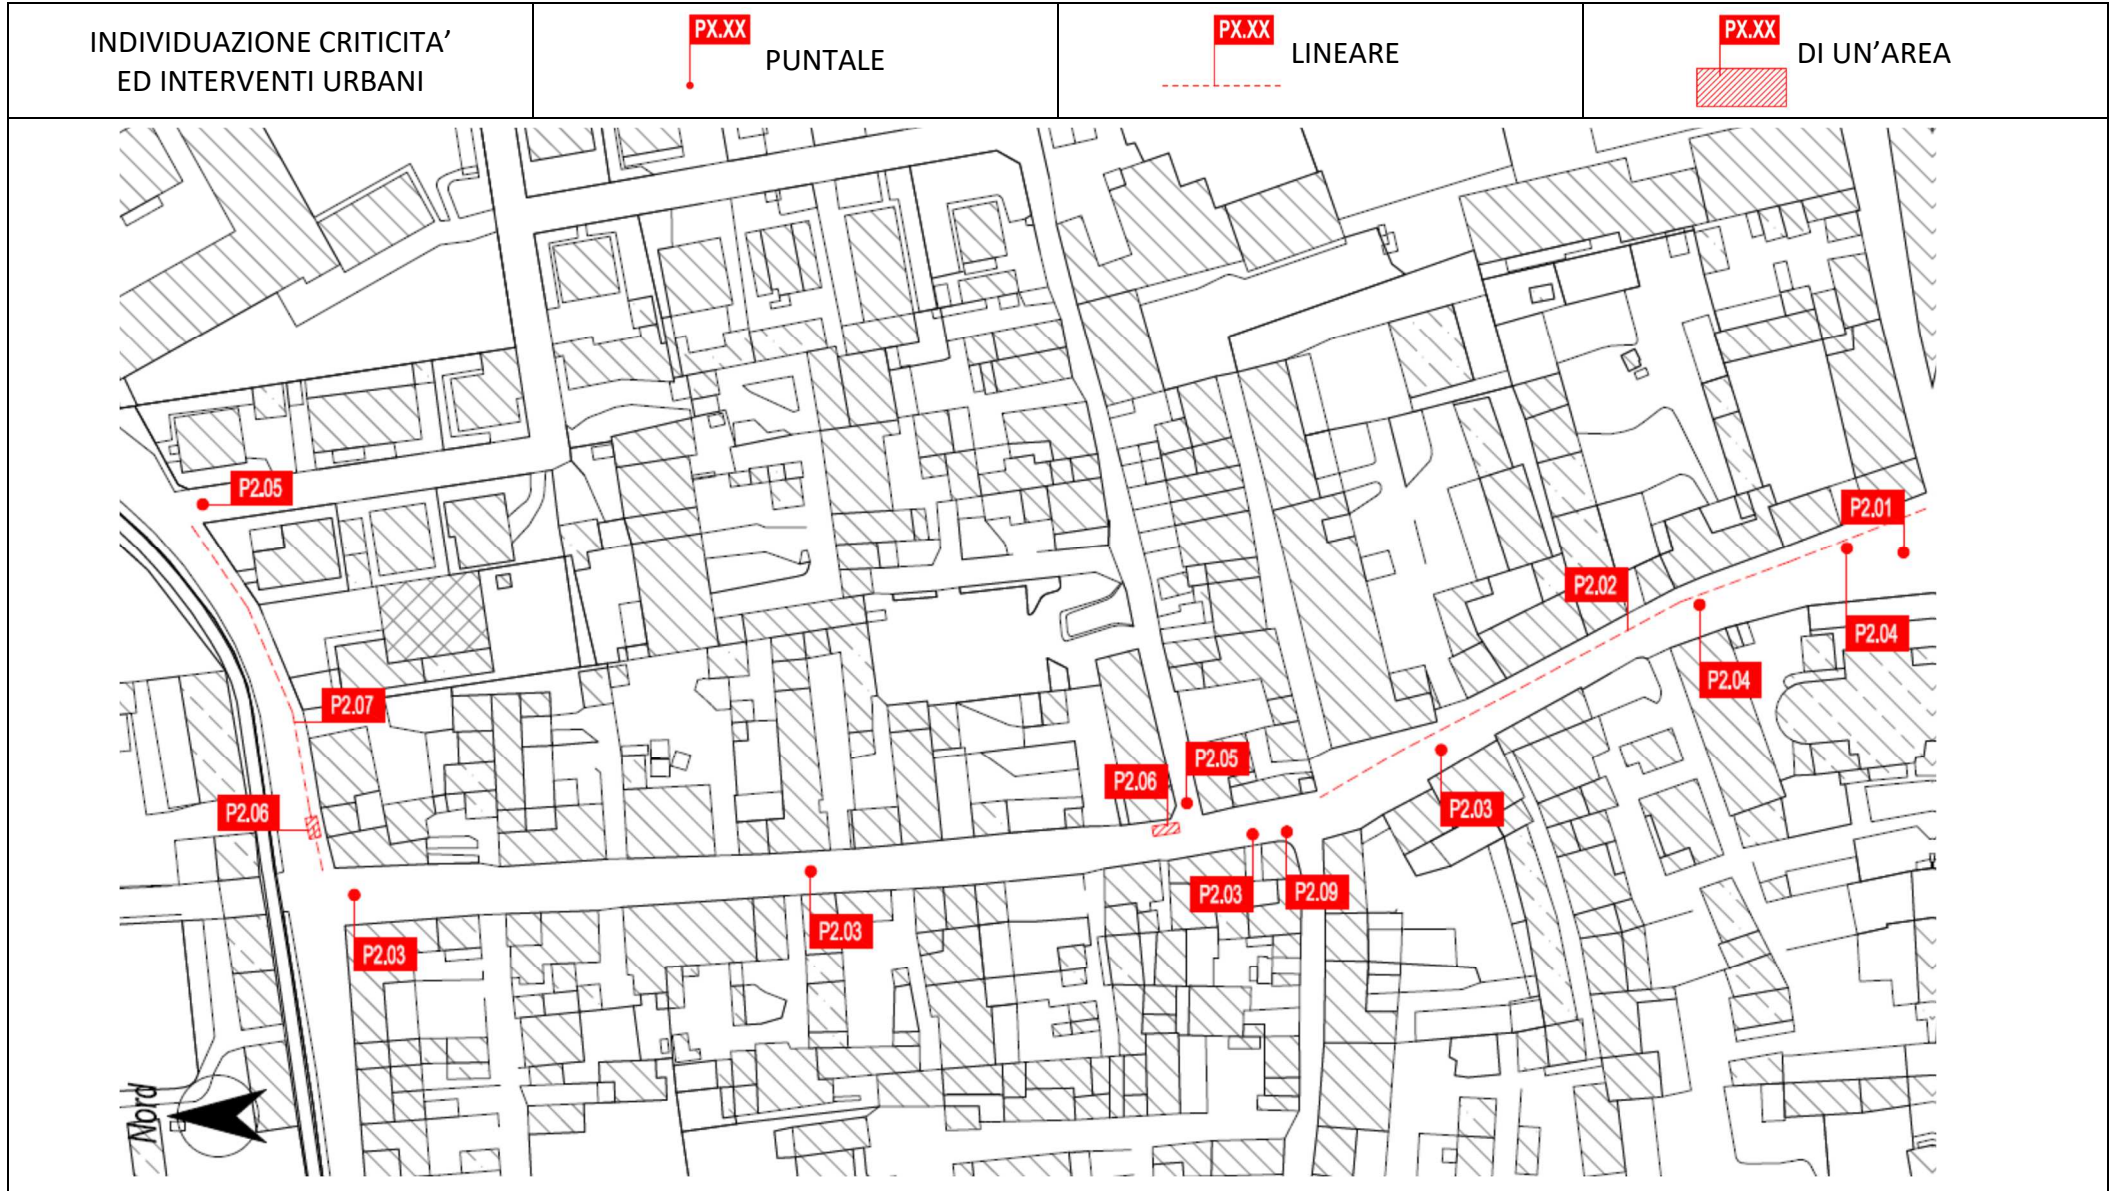 INDIVIDUAZIONE CRITICITA'
ED INTERVENTI URBANI
PX.XX
PUNTALE
PX.XX
LINEARE
PX.XX
DI UN'AREA
P2.05
P2.01
P2.02
P2.04
P2.04
P2.07
P2.05
P2.06
P2.06
P2.03
P2.03
P2.09
P2.03
P2.03
Nord